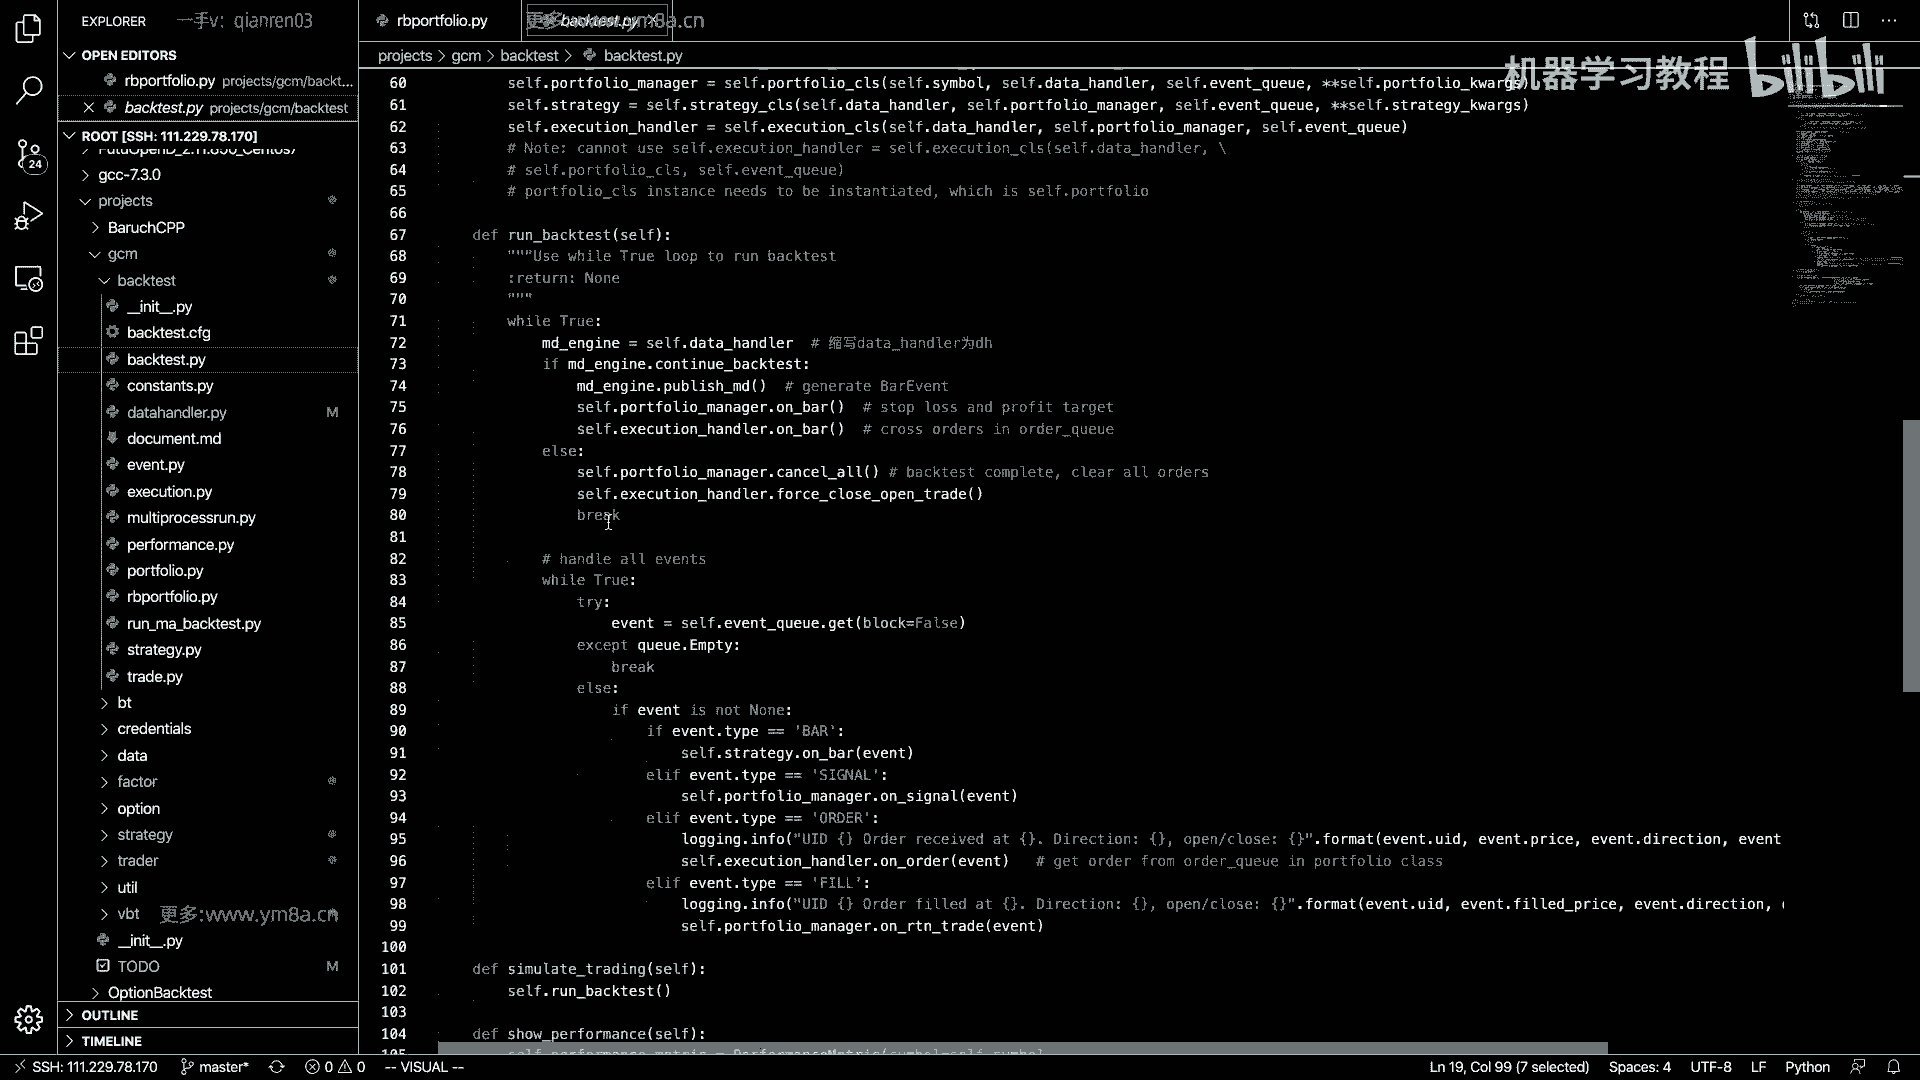 EXPLORER
一手v: qianren03
OPEN EDITORS
rbportfolio.py projects/gcm/backt...
backtest.py projects/gcm/backtest
ROOT [SSH: 111.229.78.170]
gcc-7.3.0
projects
BaruchCPP
gcm
backtest
__init__.py
backtest.cfg
backtest.py
constants.py
datahandler.py M
document.md
event.py
execution.py
multiprocessrun.py
performance.py
portfolio.py
rbportfolio.py
run_ma_backtest.py
strategy.py
trade.py
bt
credentials
data
factor
option
strategy
trader
util
vbt
更多:www.ym8a.cn
__init__.py
TODO M
OptionBacktest
OUTLINE
TIMELINE
24
rbportfolio.py
backtest.py
projects > gcm > backtest > backtest.py
机器学习教程 bilibili
60 self.portfolio_manager = self.portfolio_cls(self.symbol, self.data_handler, self.event_queue, **self.portfolio_kwargs)
61 self.strategy = self.strategy_cls(self.data_handler, self.portfolio_manager, self.event_queue, **self.strategy_kwargs)
62 self.execution_handler = self.execution_cls(self.data_handler, self.portfolio_manager, self.event_queue)
63 # Note: cannot use self.execution_handler = self.execution_cls(self.data_handler, \
64 # self.portfolio_cls, self.event_queue)
65 # portfolio_cls instance needs to be instantiated, which is self.portfolio
66
67 def run_backtest(self):
68 """Use while True loop to run backtest
69 :return: None
70 """
71 while True:
72 md_engine = self.data_handler # 缩写data_handler为dh
73 if md_engine.continue_backtest:
74 md_engine.publish_md() # generate BarEvent
75 self.portfolio_manager.on_bar() # stop loss and profit target
76 self.execution_handler.on_bar() # cross orders in order_queue
77 else:
78 self.portfolio_manager.cancel_all() # backtest complete, clear all orders
79 self.execution_handler.force_close_open_trade()
80 break
81
82 # handle all events
83 while True:
84 try:
85 event = self.event_queue.get(block=False)
86 except queue.Empty:
87 break
88 else:
89 if event is not None:
90 if event.type == 'BAR':
91 self.strategy.on_bar(event)
92 elif event.type == 'SIGNAL':
93 self.portfolio_manager.on_signal(event)
94 elif event.type == 'ORDER':
95 logging.info("UID {} Order received at {}. Direction: {}, open/close: {}".format(event.uid, event.price, event.direction, event
96 self.execution_handler.on_order(event) # get order from order_queue in portfolio class
97 elif event.type == 'FILL':
98 logging.info("UID {} Order filled at {}. Direction: {}, open/close: {}".format(event.uid, event.filled_price, event.direction,
99 self.portfolio_manager.on_rtn_trade(event)
100
101 def simulate_trading(self):
102 self.run_backtest()
103
104 def show_performance(self):
SSH: 111.229.78.170 master* 0 0 -- VISUAL --
Ln 19, Col 99 (7 selected) Spaces: 4 UTF-8 LF Python